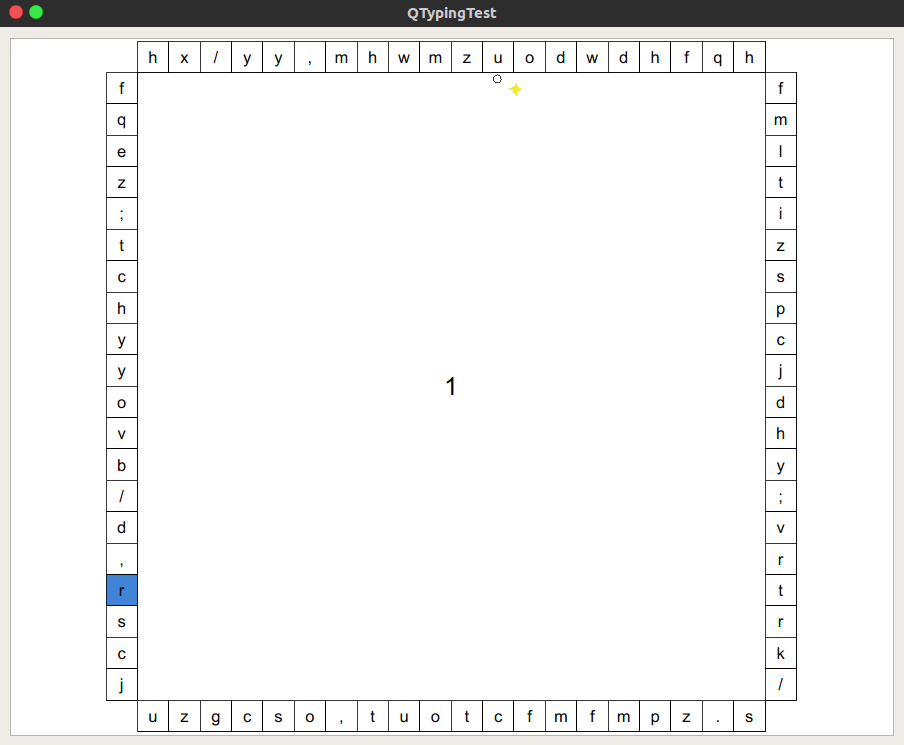 QTypingTest
h x / y y , m h w m z u o d w d h f q h
f f
q m
e l
z t
; i
t z
c s
h p
y c
y j
1
o d
v h
b y
/ ;
d v
, r
r t
s r
c k
j /
u z g c s o , t u o t c f m f m p z . s